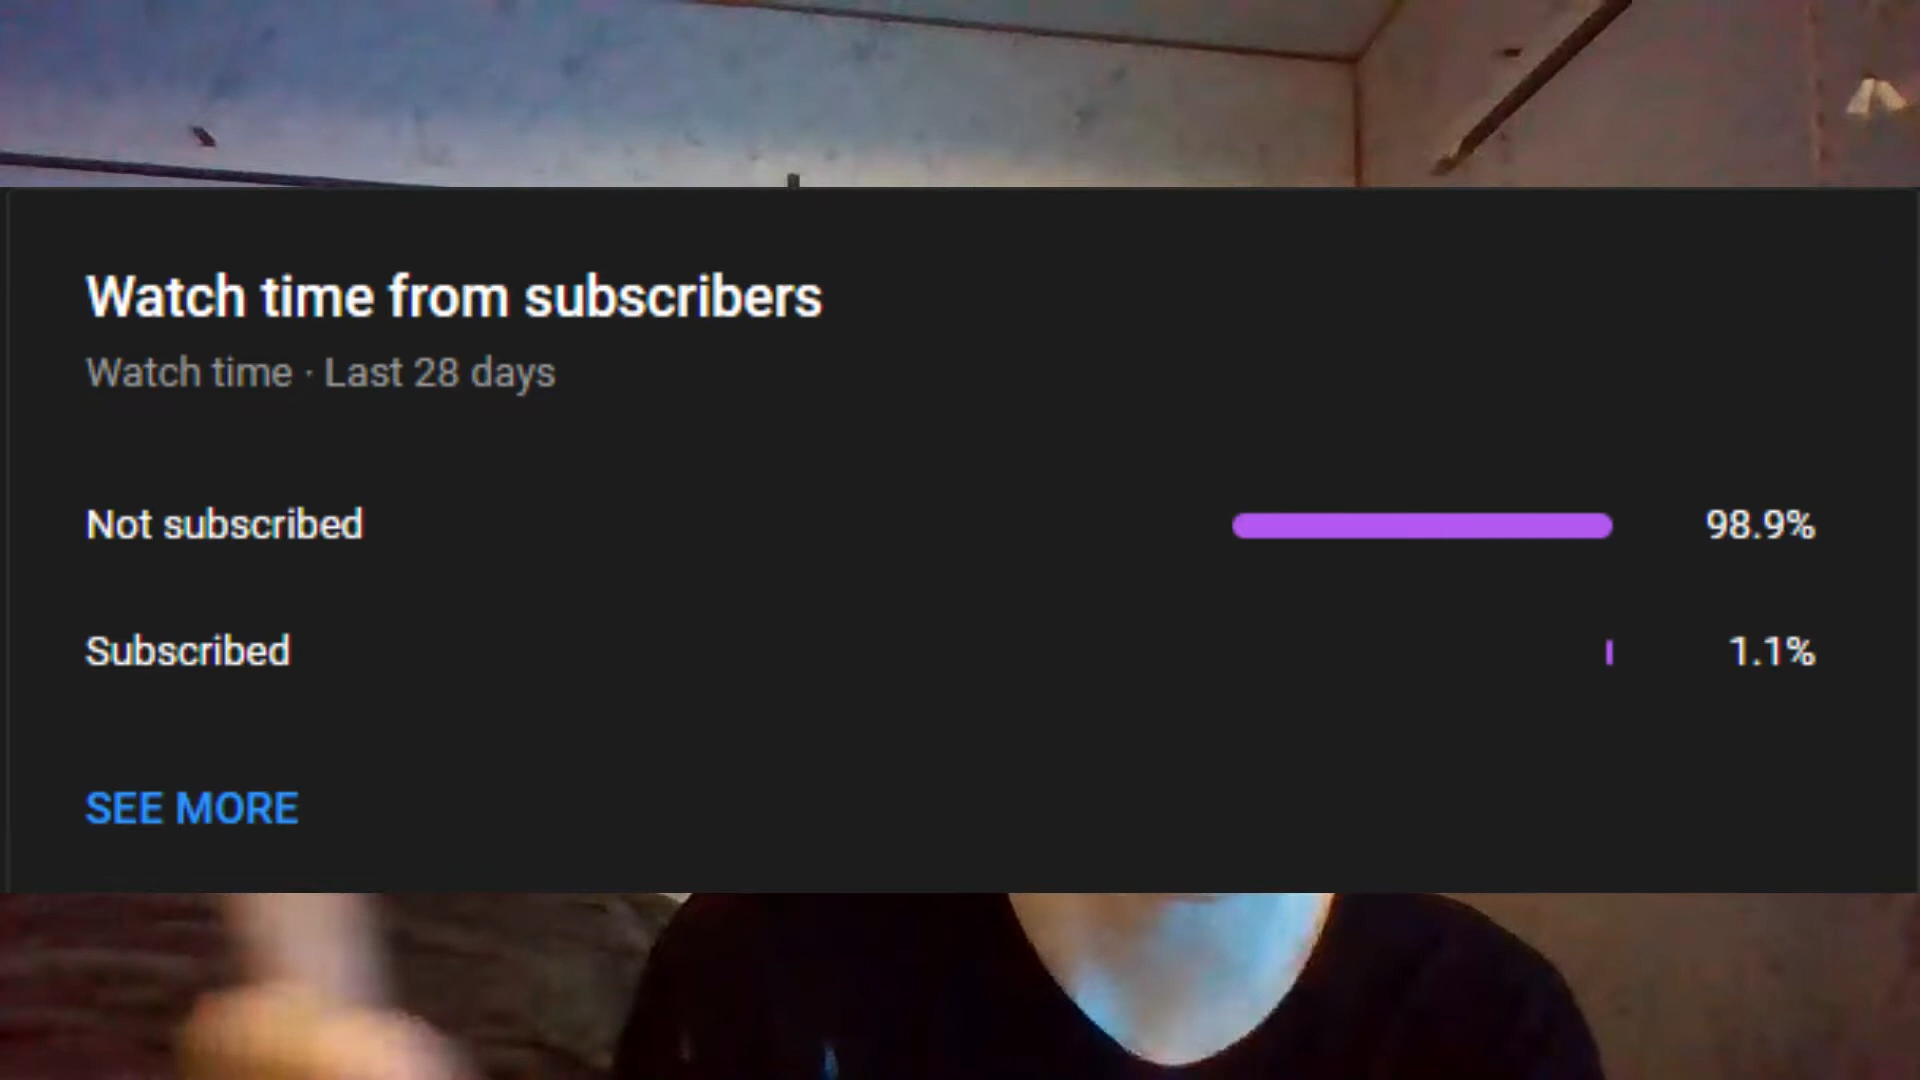 Watch time from subscribers
Watch time · Last 28 days
Not subscribed 98.9%
Subscribed 1.1%
SEE MORE